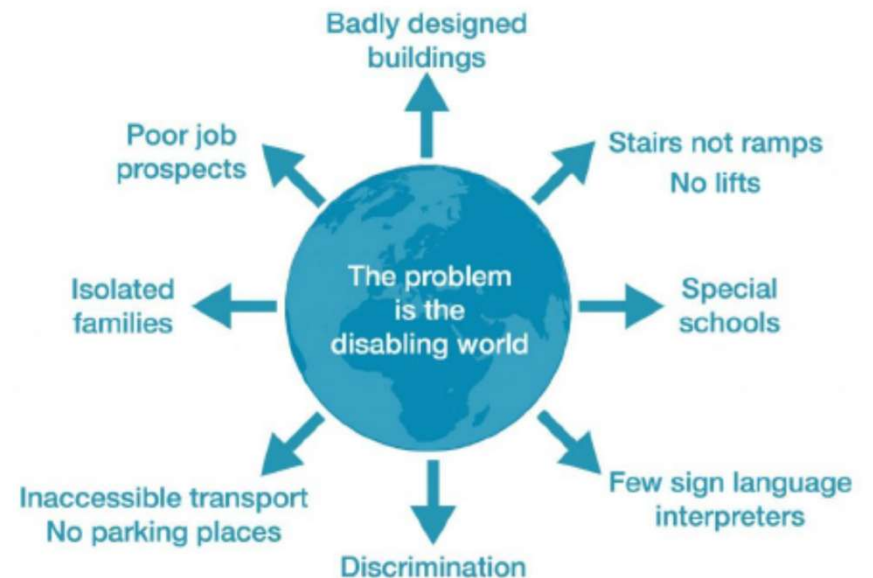 Badly designed
buildings
Poor job
prospects
Stairs not ramps
No lifts
Isolated
families
The problem
is the
disabling world
Special
schools
Inaccessible transport
No parking places
Few sign language
interpreters
Discrimination